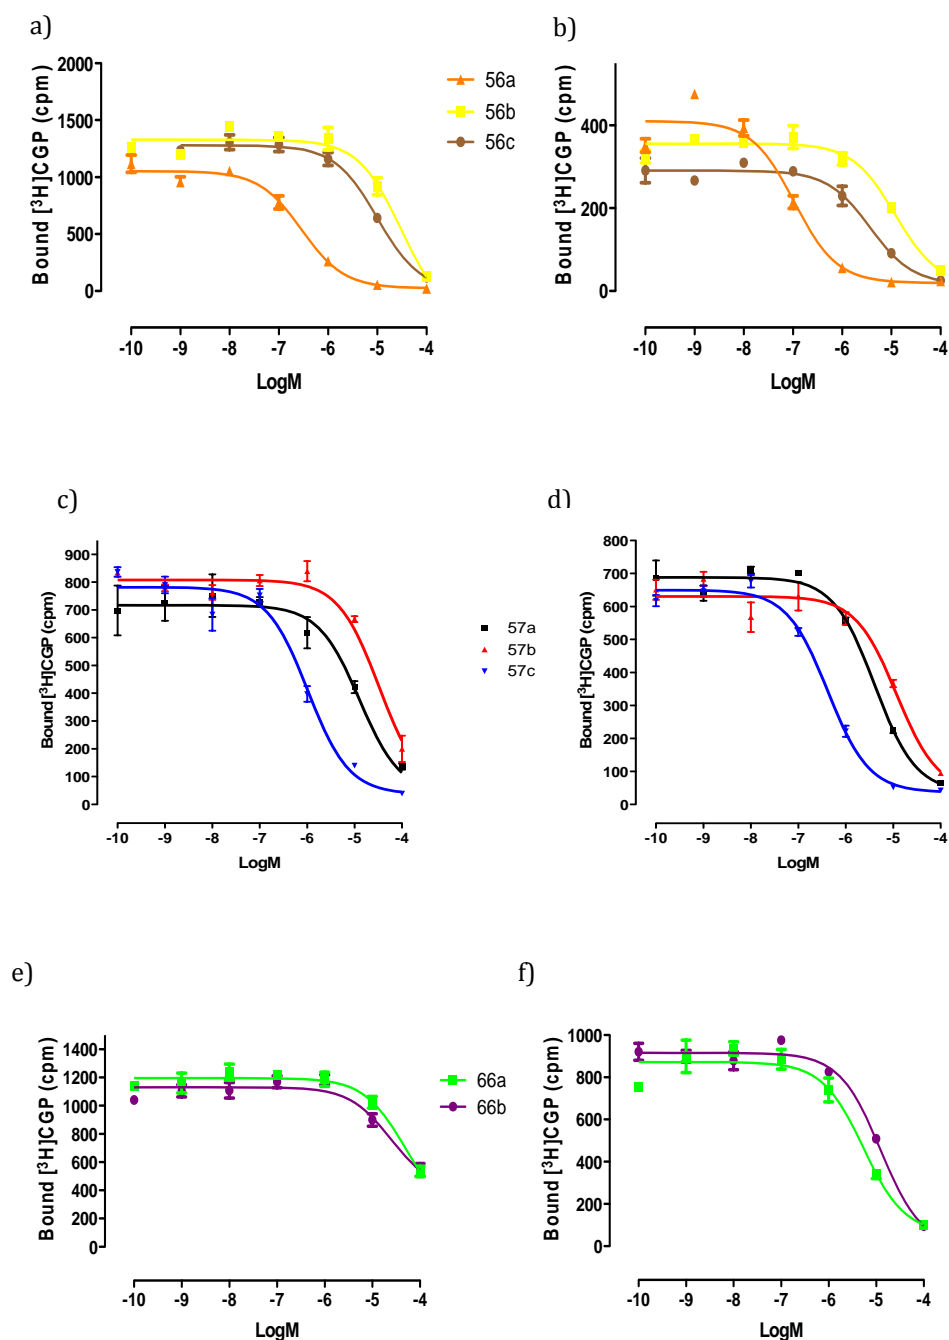 a)
Bound [³H]CGP (cpm)
2000
1500
1000
500
0
-10 -9 -8 -7 -6 -5 -4
LogM
56a
56b
56c
b)
Bound [³H]CGP (cpm)
400
200
0
-10 -9 -8 -7 -6 -5 -4
LogM
c)
Bound [³H]CGP (cpm)
900
800
700
600
500
400
300
200
100
0
-10 -9 -8 -7 -6 -5 -4
LogM
57a
57b
57c
d)
Bound [³H]CGP (cpm)
800
700
600
500
400
300
200
100
0
-10 -9 -8 -7 -6 -5 -4
LogM
e)
Bound [³H]CGP (cpm)
1400
1200
1000
800
600
400
200
0
-10 -9 -8 -7 -6 -5 -4
LogM
66a
66b
f)
Bound [³H]CGP (cpm)
1000
800
600
400
200
0
-10 -9 -8 -7 -6 -5 -4
LogM